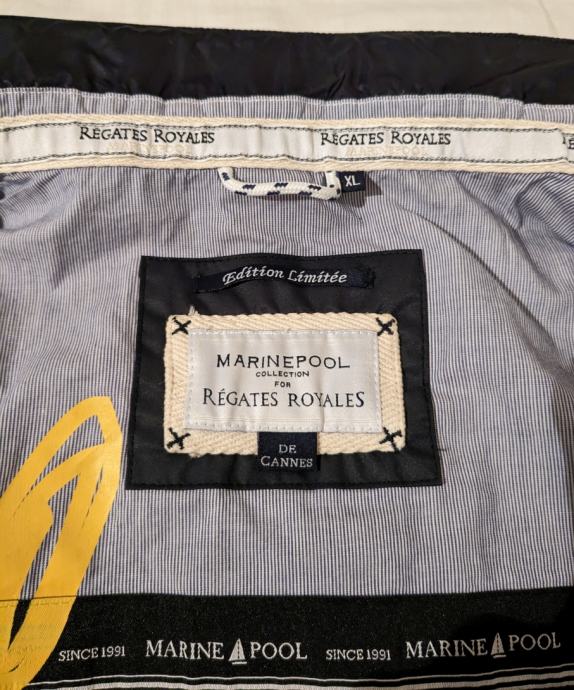 RÉGATES ROYALES RÉGATES ROYALES
XL
Edition Limitée
MARINEPOOL
COLLECTION
FOR
RÉGATES ROYALES
DE
CANNES
SINCE 1991 MARINE POOL SINCE 1991 MARINE POOL